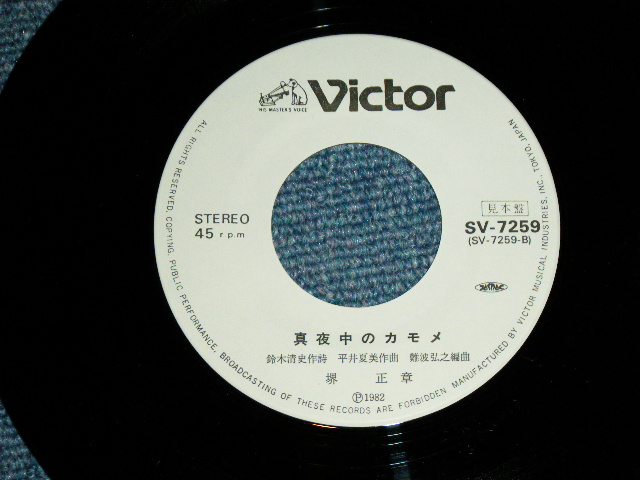 Victor
"HIS MASTER'S VOICE"
STEREO
45 rpm
見本盤
SV-7259
(SV-7259-B)
真夜中のカモメ
鈴木清史作詩 平井夏美作曲 難波弘之編曲
堺 正章
Ⓟ1982
ALL RIGHTS RESERVED. COPYING, PUBLIC PERFORMANCE, BROADCASTING OF THESE RECORDS ARE FORBIDDEN MANUFACTURED BY VICTOR MUSICAL INDUSTRIES, INC., TOKYO, JAPAN